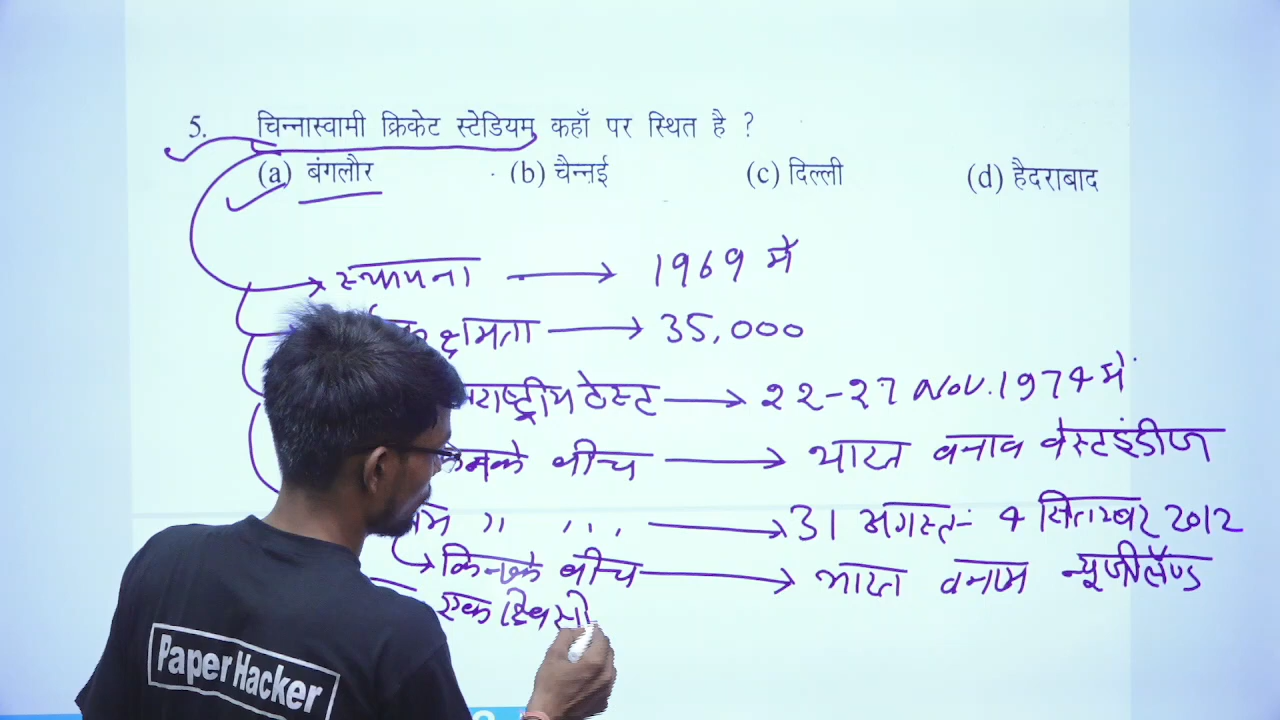 5. चिन्नास्वामी क्रिकेट स्टेडियम कहाँ पर स्थित है ?
(a) बंगलौर (b) चैन्नई (c) दिल्ली (d) हैदराबाद
स्थापना → 1969 में
क्षमता → 35,000
राष्ट्रीय टेस्ट → 22-27 Nov. 1974 में
बीच → भारत बनाव वेस्टइंडीज
" " → 31 अगस्त- 4 सितम्बर 2012
→ किनके बीच → भारत बनाम न्यूजीलैण्ड
एक दिवसी
Paper Hacker